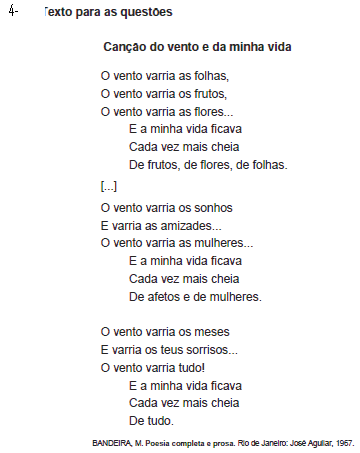 4- Texto para as questões
Canção do vento e da minha vida
O vento varria as folhas,
O vento varria os frutos,
O vento varria as flores...
E a minha vida ficava
Cada vez mais cheia
De frutos, de flores, de folhas.
[...]
O vento varria os sonhos
E varria as amizades...
O vento varria as mulheres...
E a minha vida ficava
Cada vez mais cheia
De afetos e de mulheres.
O vento varria os meses
E varria os teus sorrisos...
O vento varria tudo!
E a minha vida ficava
Cada vez mais cheia
De tudo.
BANDEIRA, M. Poesia completa e prosa. Rio de Janeiro: José Aguilar, 1967.